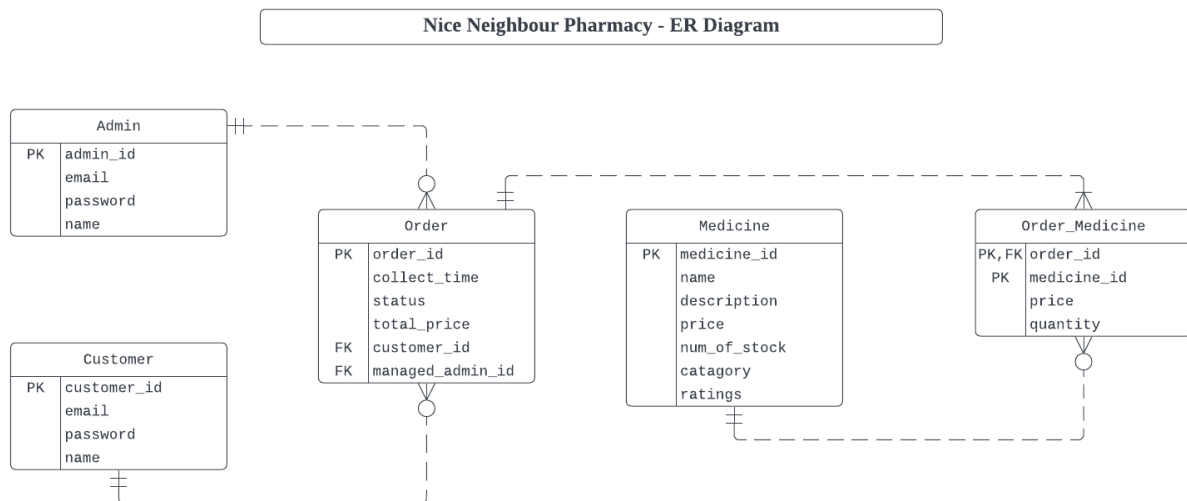 Nice Neighbour Pharmacy - ER Diagram
Admin
PK admin_id
email
password
name
Order
PK order_id
collect_time
status
total_price
FK customer_id
FK managed_admin_id
Medicine
PK medicine_id
name
description
price
num_of_stock
catagory
ratings
Order_Medicine
PK,FK order_id
PK medicine_id
price
quantity
Customer
PK customer_id
email
password
name